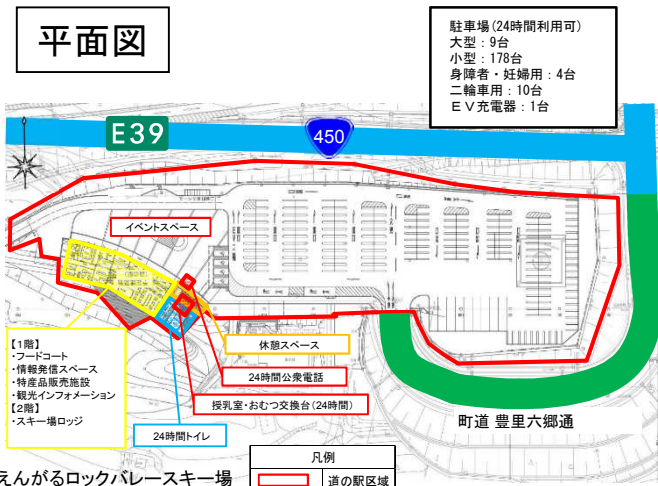 平面図
駐車場(24時間利用可)
大型：9台
小型：178台
身障者・妊婦用：4台
二輪車用：10台
ＥＶ充電器：1台
E39
450
イベントスペース
休憩スペース
24時間公衆電話
授乳室・おむつ交換台(24時間)
24時間トイレ
【1階】
・フードコート
・情報発信スペース
・特産品販売施設
・観光インフォメーション
【2階】
・スキー場ロッジ
町道 豊里六郷通
えんがるロックバレースキー場
凡例
道の駅区域